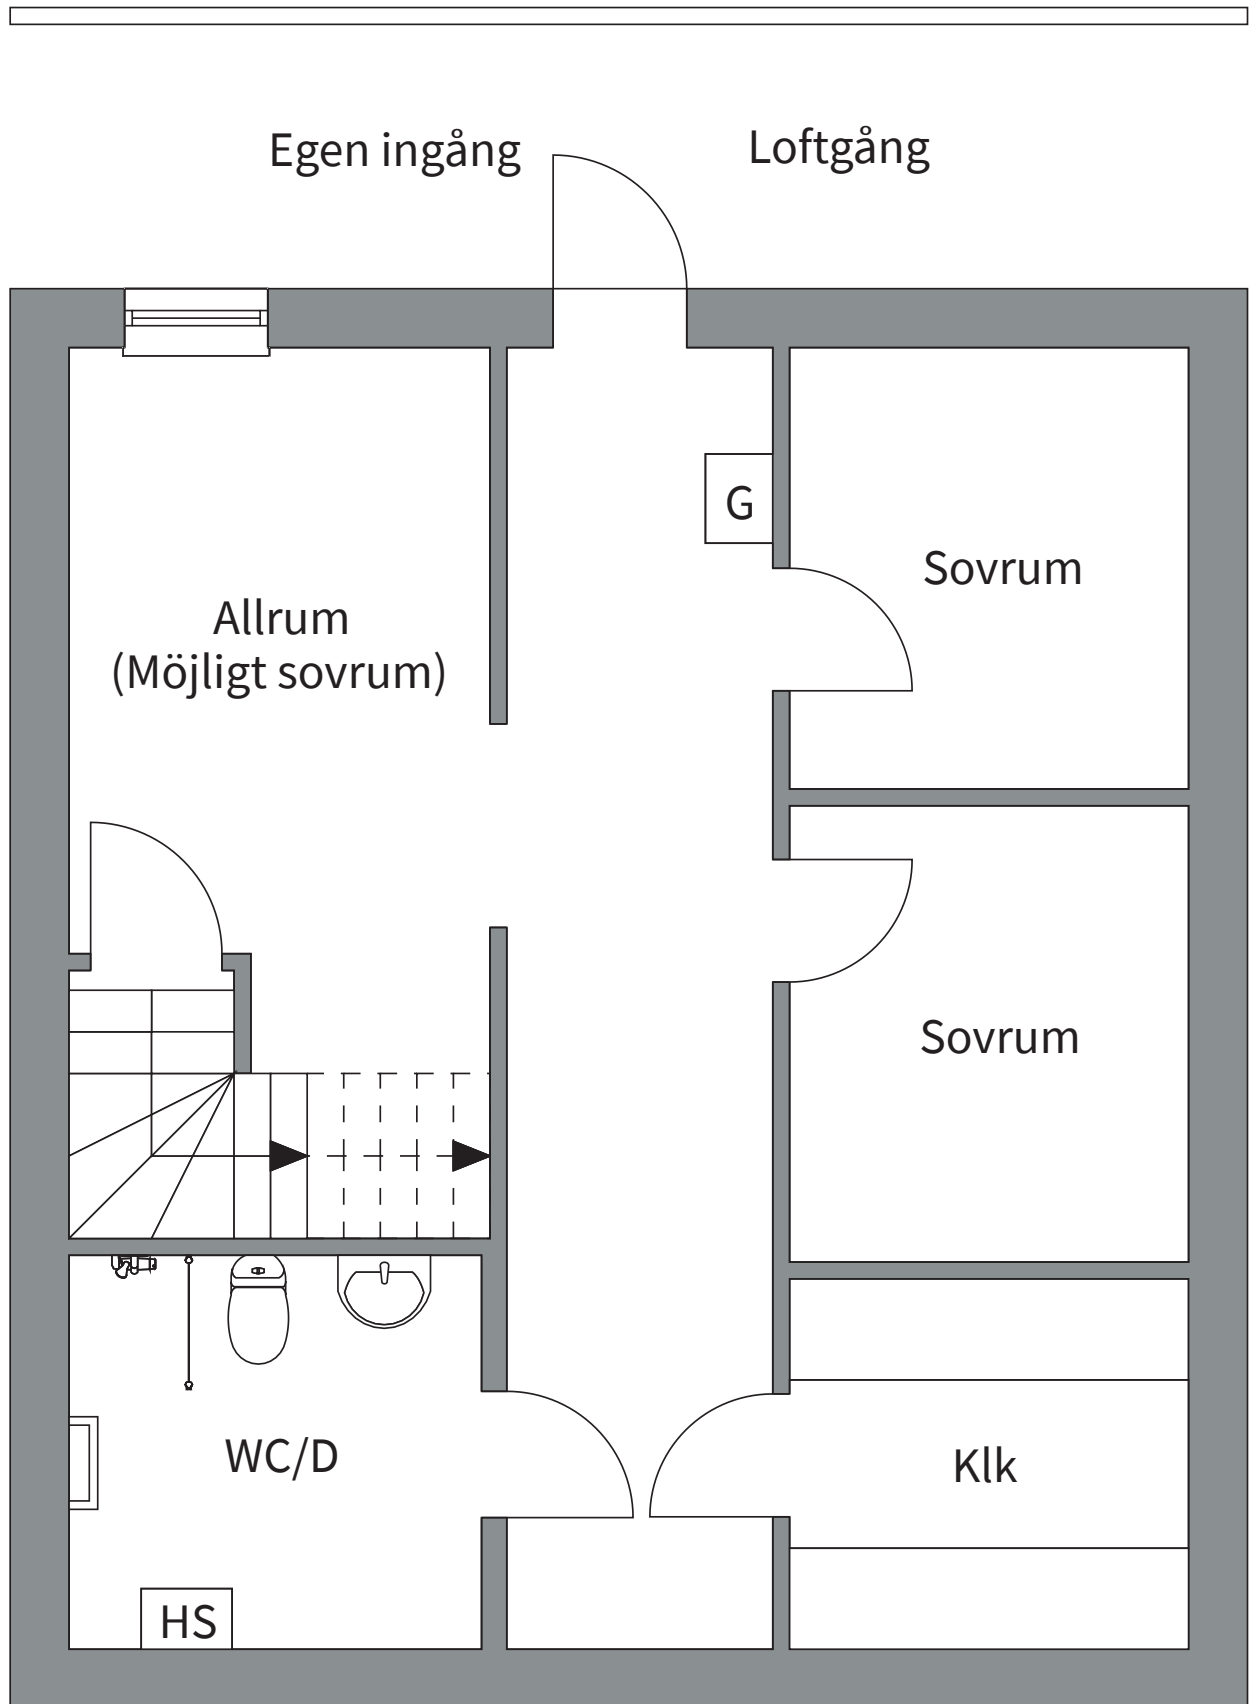 Egen ingång
Loftgång
G
Sovrum
Allrum
(Möjligt sovrum)
Sovrum
WC/D
Klk
HS